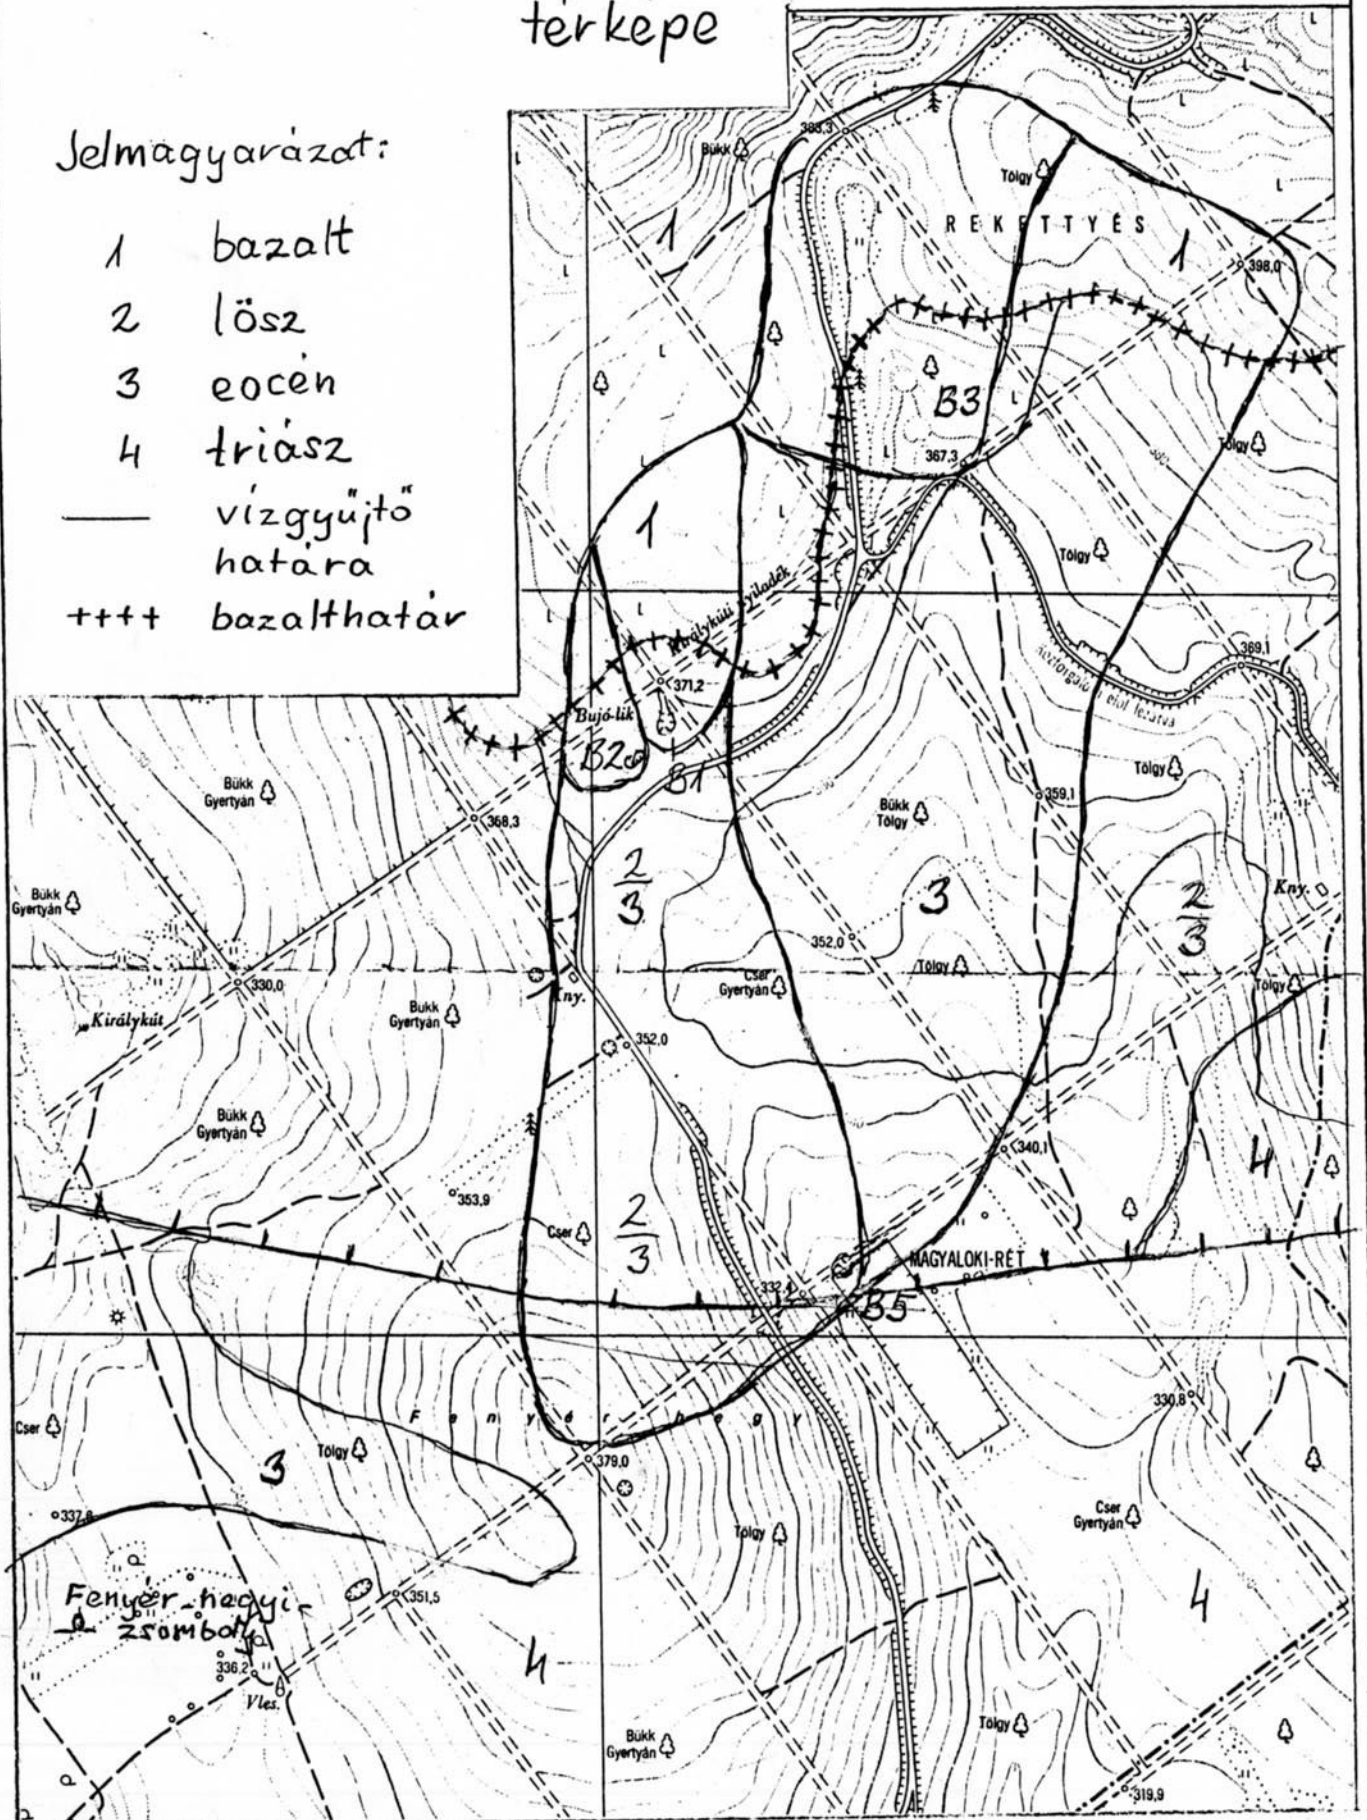 térképe
Jelmagyarázat:
1 bazalt
2 lösz
3 eocén
4 triász
— vízgyűjtő
határa
++++ bazalthatár
383,3
Bükk
Tölgy
REKETTYÉS
1
1
398,0
B3
367,3
Tölgy
1
Tölgy
Királykúti nyiladék
369,1
371,2
Bujó-lik
B2
B1
Tölgy
Bükk
Gyertyán
359,1
368,3
Bükk
Tölgy
2
3
3
2
3
Kny.
Bükk
Gyertyán
352,0
Tölgy
Cser
Gyertyán
Tölgy
330,0
Kny.
Királykút
Bükk
Gyertyán
352,0
Bükk
Gyertyán
340,1
4
353,9
Cser
2
3
MAGYALOKI-RÉT
332,4
B5
330,8
Cser
Fenyér-hegy
3
Tölgy
379,0
337,8
Tölgy
Cser
Gyertyán
Fenyér-hegyi-
zsomboly
351,5
4
4
336,2
Vles.
Bükk
Gyertyán
Tölgy
319,9